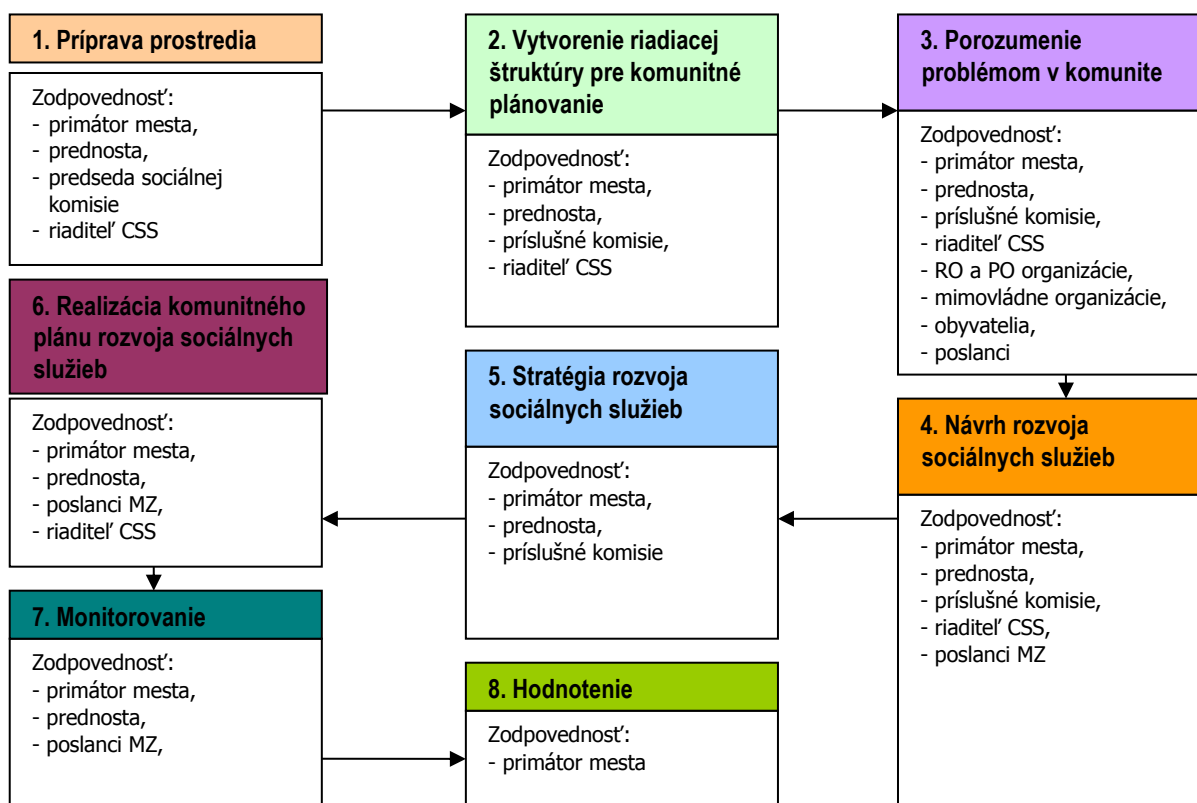 1. Príprava prostredia
Zodpovednosť:
- primátor mesta,
- prednosta,
- predseda sociálnej
komisie
- riaditeľ CSS
2. Vytvorenie riadiacej
štruktúry pre komunitné
plánovanie
Zodpovednosť:
- primátor mesta,
- prednosta,
- príslušné komisie,
- riaditeľ CSS
3. Porozumenie
problémom v komunite
Zodpovednosť:
- primátor mesta,
- prednosta,
- príslušné komisie,
- riaditeľ CSS
- RO a PO organizácie,
- mimovládne organizácie,
- obyvatelia,
- poslanci
4. Návrh rozvoja
sociálnych služieb
Zodpovednosť:
- primátor mesta,
- prednosta,
- príslušné komisie,
- riaditeľ CSS,
- poslanci MZ
5. Stratégia rozvoja
sociálnych služieb
Zodpovednosť:
- primátor mesta,
- prednosta,
- príslušné komisie
6. Realizácia komunitného
plánu rozvoja sociálnych
služieb
Zodpovednosť:
- primátor mesta,
- prednosta,
- poslanci MZ,
- riaditeľ CSS
7. Monitorovanie
Zodpovednosť:
- primátor mesta,
- prednosta,
- poslanci MZ,
8. Hodnotenie
Zodpovednosť:
- primátor mesta